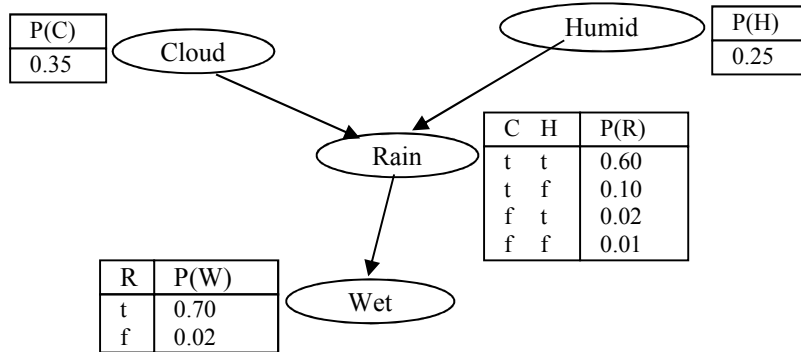 P(C)
0.35
Cloud
Humid
P(H)
0.25
Rain
C H P(R)
t t 0.60
t f 0.10
f t 0.02
f f 0.01
R P(W)
t 0.70
f 0.02
Wet